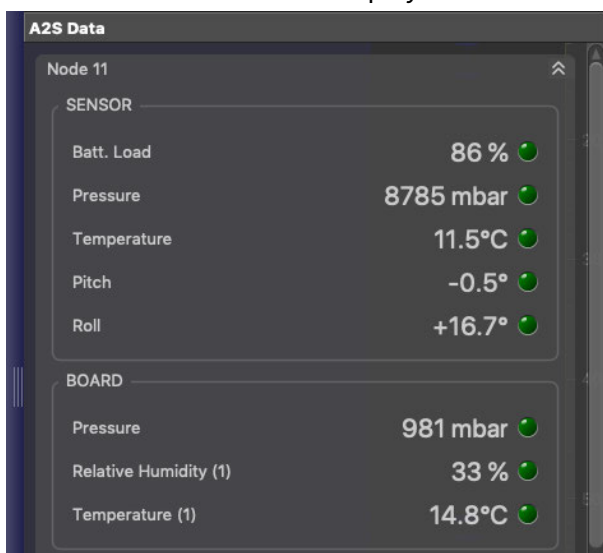 A2S Data
Node 11
SENSOR
Batt. Load 86 %
Pressure 8785 mbar
Temperature 11.5°C
Pitch -0.5°
Roll +16.7°
BOARD
Pressure 981 mbar
Relative Humidity (1) 33 %
Temperature (1) 14.8°C